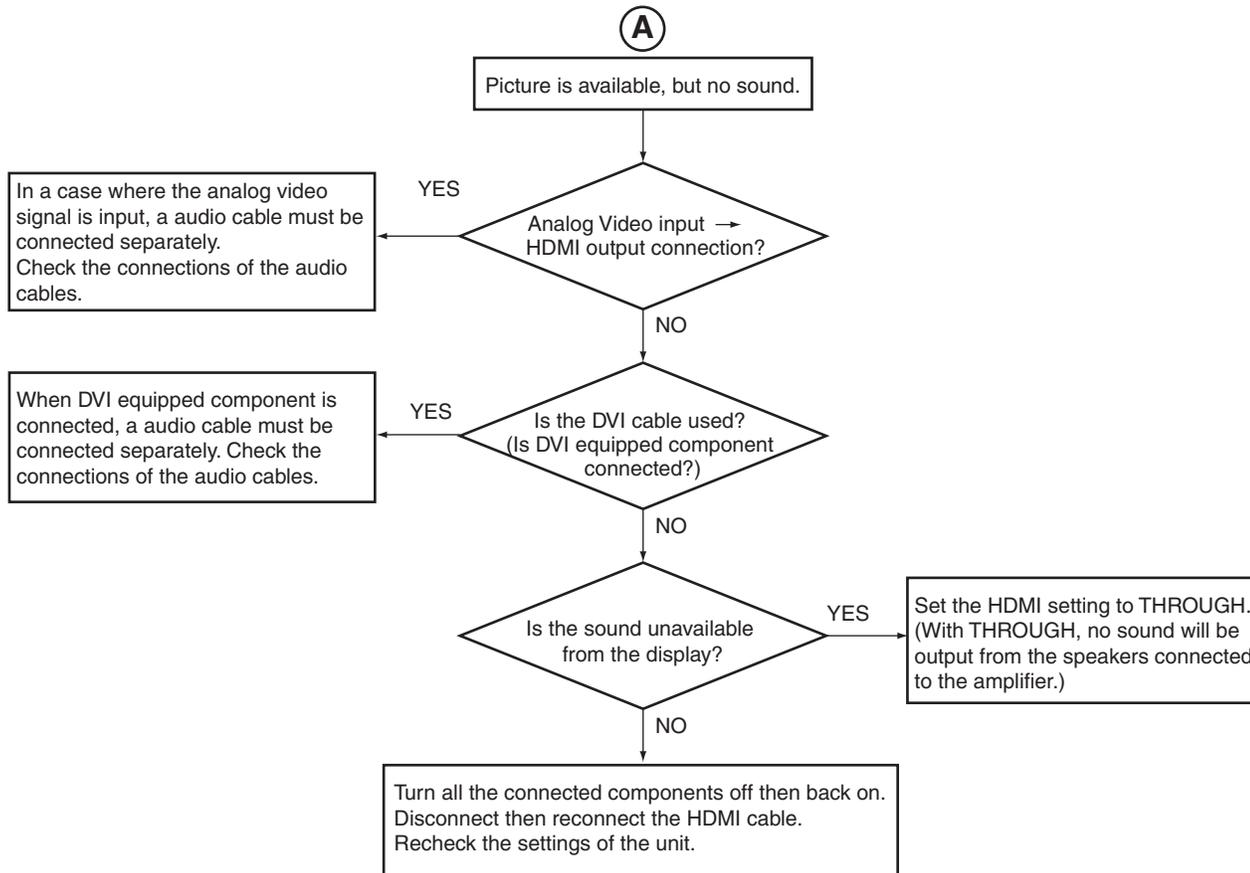 A
Picture is available, but no sound.
YES
In a case where the analog video
signal is input, a audio cable must be
connected separately.
Check the connections of the audio
cables.
Analog Video input →
HDMI output connection?
NO
When DVI equipped component is
connected, a audio cable must be
connected separately. Check the
connections of the audio cables.
YES
Is the DVI cable used?
(Is DVI equipped component
connected?)
NO
Is the sound unavailable
from the display?
YES
Set the HDMI setting to THROUGH.
(With THROUGH, no sound will be
output from the speakers connected
to the amplifier.)
NO
Turn all the connected components off then back on.
Disconnect then reconnect the HDMI cable.
Recheck the settings of the unit.